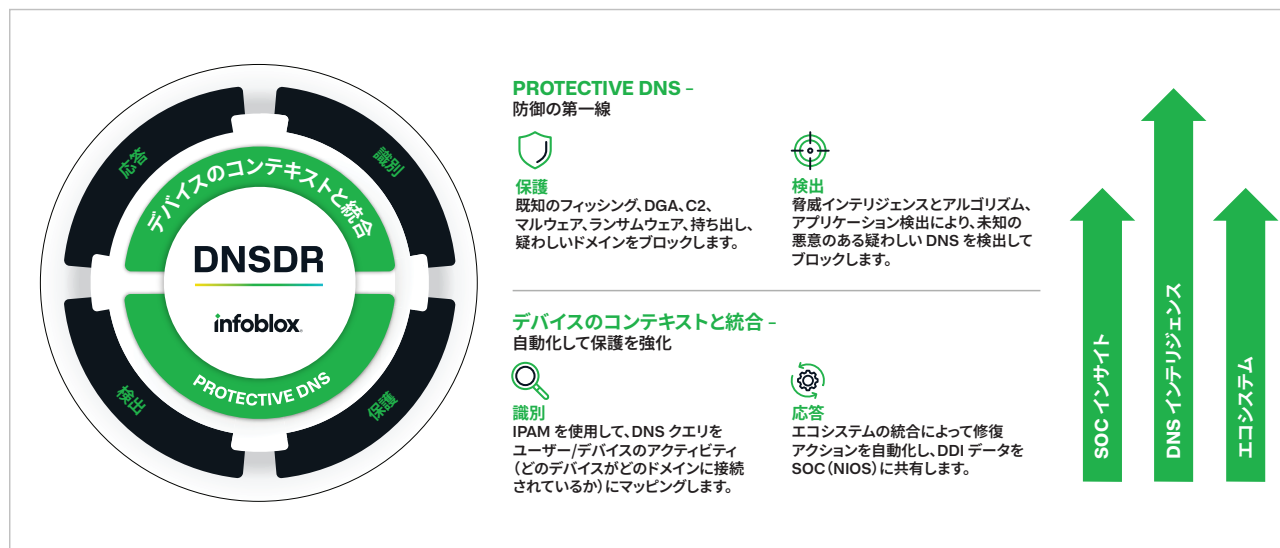 応答
識別
デバイスのコンテキストと統合
DNSDR
infoblox
PROTECTIVE DNS
検出
保護
PROTECTIVE DNS –
防御の第一線
保護
既知のフィッシング、DGA、C2、
マルウェア、ランサムウェア、持ち出し、
疑わしいドメインをブロックします。
検出
脅威インテリジェンスとアルゴリズム、
アプリケーション検出により、未知の
悪意のある疑わしい DNS を検出して
ブロックします。
デバイスのコンテキストと統合 –
自動化して保護を強化
識別
IPAM を使用して、DNS クエリを
ユーザー/デバイスのアクティビティ
(どのデバイスがどのドメインに接続
されているか)にマッピングします。
応答
エコシステムの統合によって修復
アクションを自動化し、DDI データを
SOC(NIOS)に共有します。
SOC インサイト
DNS インテリジェンス
エコシステム